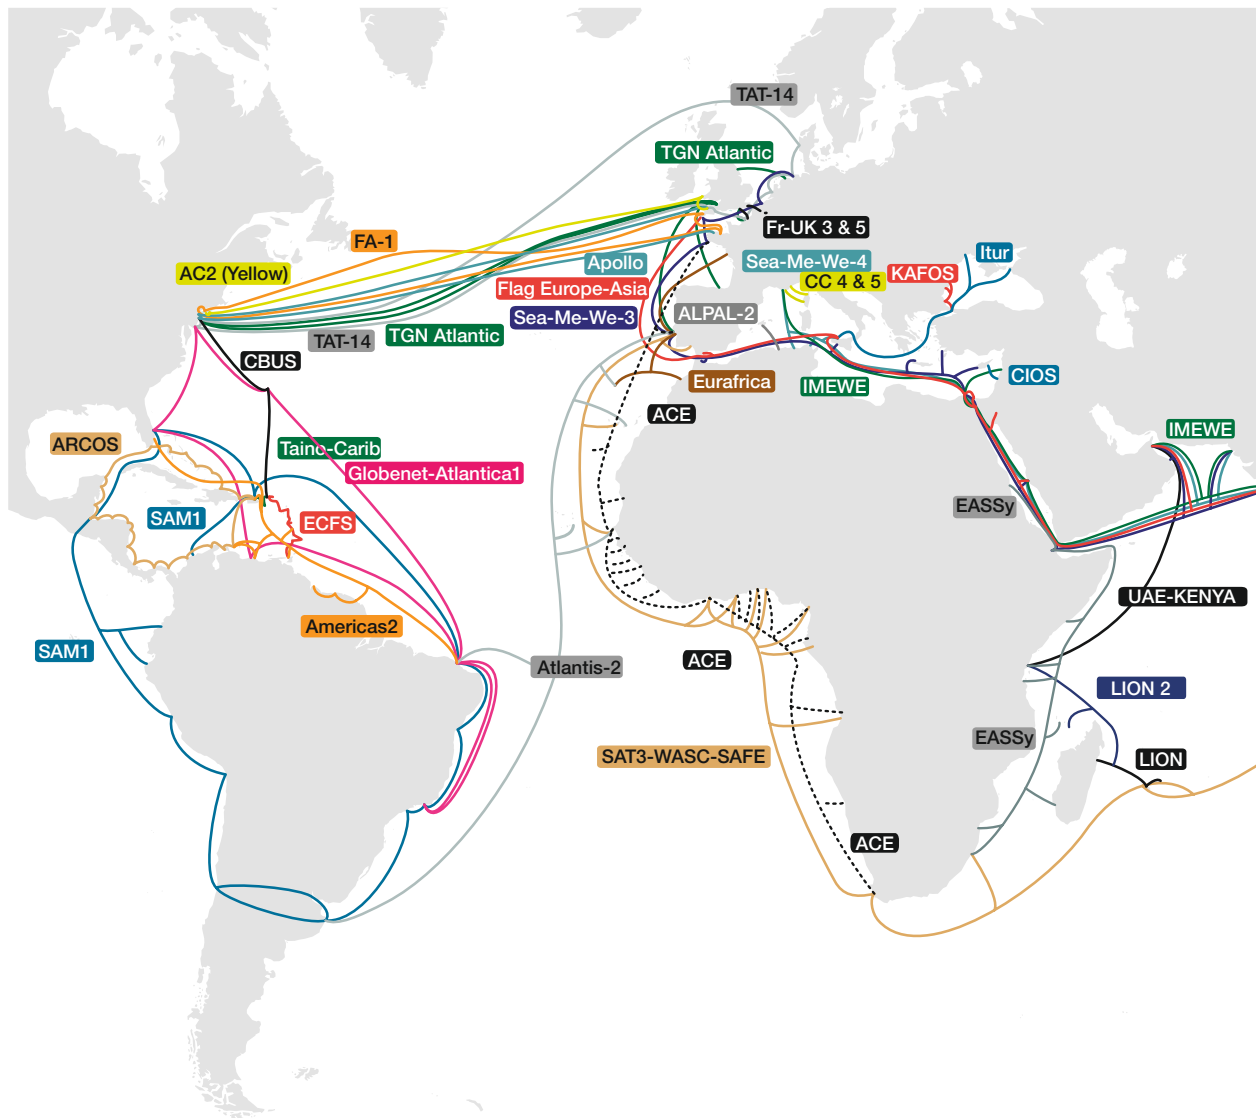 TAT-14
TGN Atlantic
Fr-UK 3 & 5
FA-1
AC2 (Yellow)
Apollo
Sea-Me-We-4
Itur
KAFOS
CC 4 & 5
Flag Europe-Asia
Sea-Me-We-3
ALPAL-2
TAT-14
TGN Atlantic
CBUS
Eurafrica
IMEWE
CIOS
ACE
ARCOS
Taino-Carib
IMEWE
Globenet-Atlantica1
SAM1
ECFS
EASSy
UAE-KENYA
Americas2
SAM1
Atlantis-2
ACE
LION 2
EASSy
SAT3-WASC-SAFE
LION
ACE